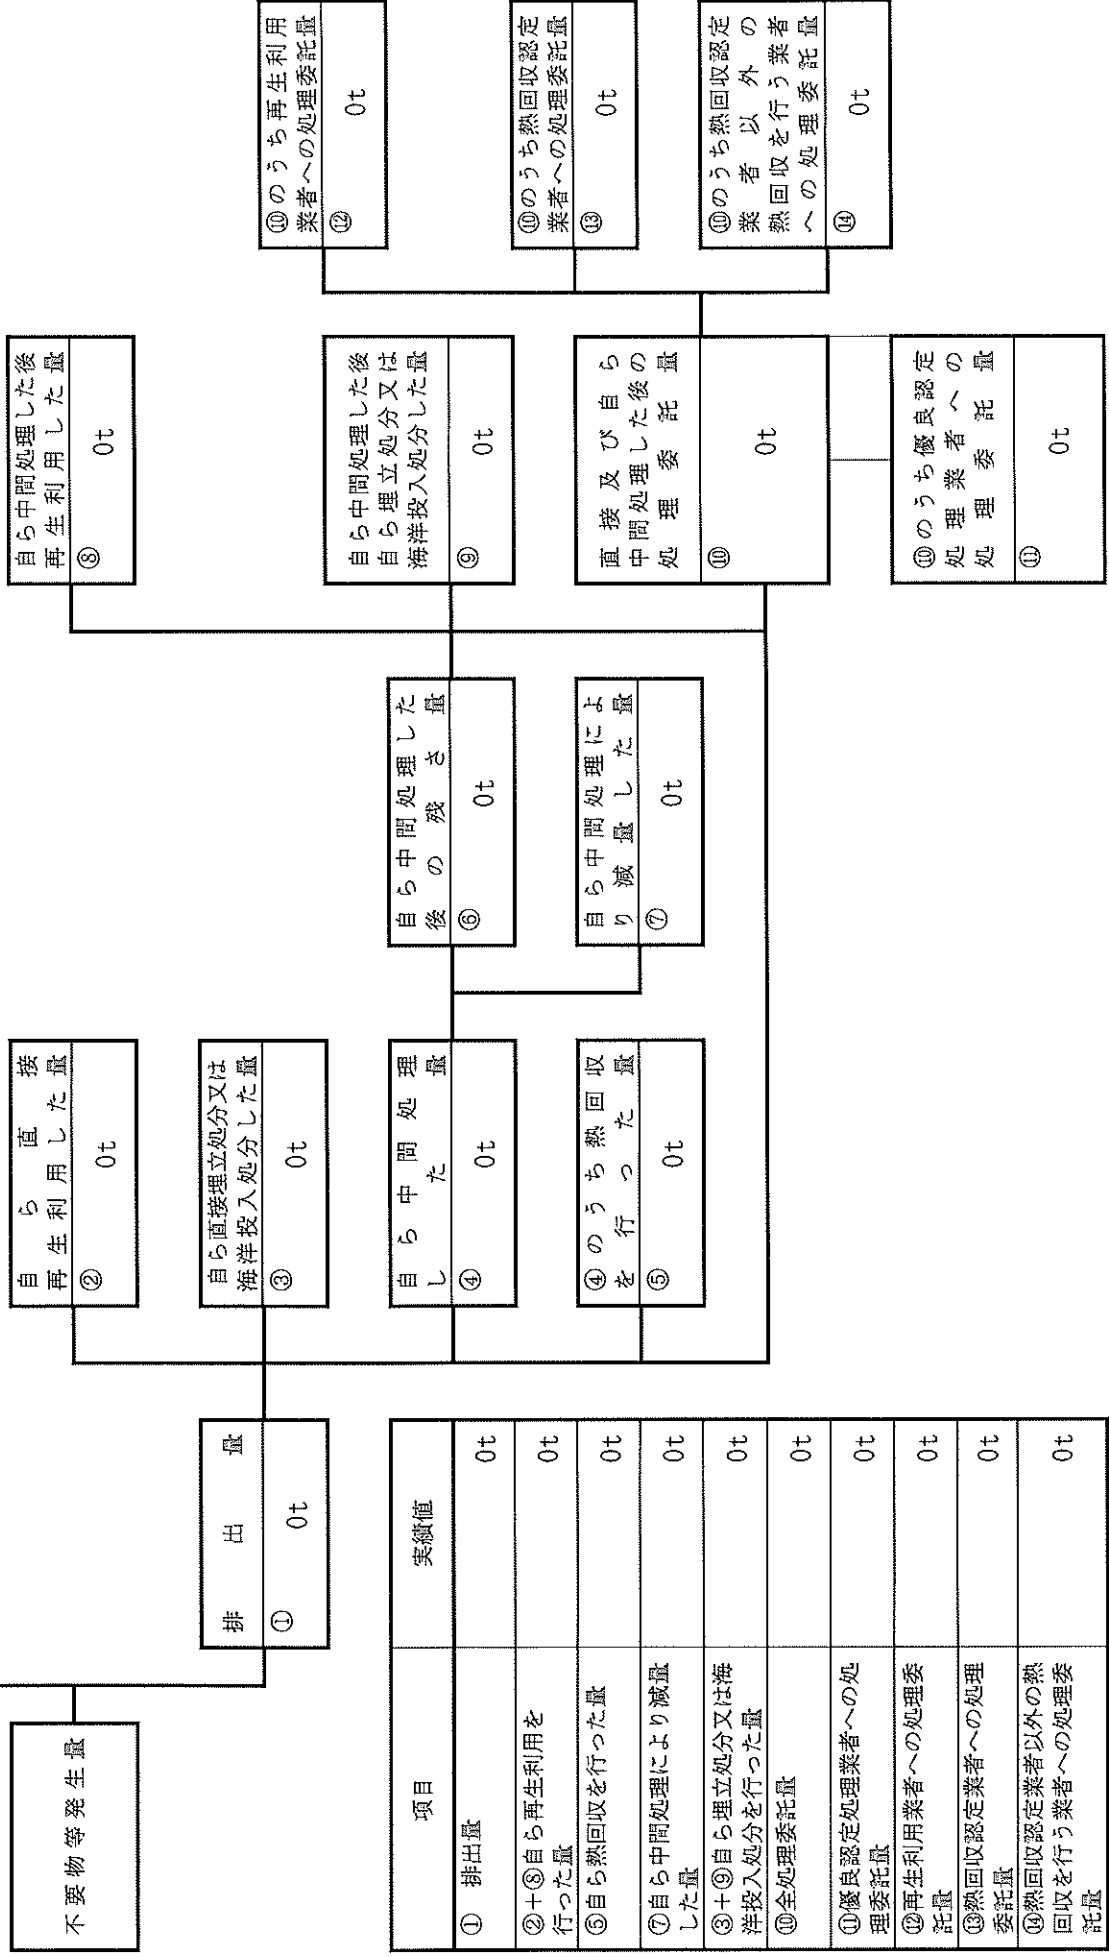 不要物等発生量
排出量
①
0t
自ら直接
再生利用した量
②
0t
自ら直接埋立処分又は
海洋投入処分した量
③
0t
自ら中間処理
した量
④
0t
④のうち熱回収
を行った量
⑤
0t
自ら中間処理した
後の残さ量
⑥
0t
自ら中間処理によ
り減量した量
⑦
0t
自ら中間処理した後
再生利用した量
⑧
0t
自ら中間処理した後
自ら埋立処分又は
海洋投入処分した量
⑨
0t
直接及び自ら
中間処理した後の
処理委託量
⑩
0t
⑩のうち優良認定
処理業者への
処理委託量
⑪
0t
⑩のうち再生利用
業者への処理委託量
⑫
0t
⑩のうち熱回収認定
業者への処理委託量
⑬
0t
⑩のうち熱回収認定
業者以外の
熱回収を行う業者
への処理委託量
⑭
0t
項目 実績値
① 排出量 0t
②+⑧自ら再生利用を
行った量 0t
⑤自ら熱回収を行った量 0t
⑦自ら中間処理により減量
した量 0t
③+⑨自ら埋立処分又は海
洋投入処分を行った量 0t
⑩全処理委託量 0t
⑪優良認定処理業者への処
理委託量 0t
⑫再生利用業者への処理委
託量 0t
⑬熱回収認定業者への処理
委託量 0t
⑭熱回収認定業者以外の熱
回収を行う業者への処理委
託量 0t